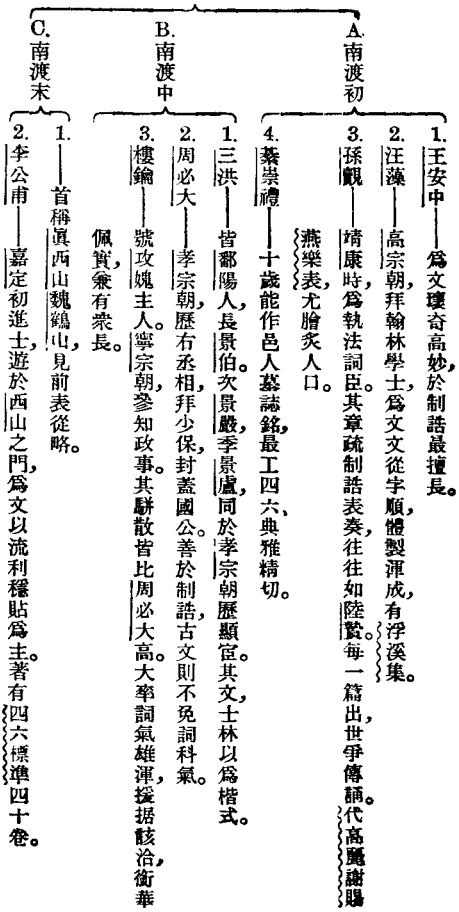 A.南渡初
1.王安中——爲文瓌奇高妙，於制誥最擅長。
2.汪藻——高宗朝，拜翰林學士，爲文文從字順，體製渾成，有浮溪集。
3.孫覿——靖康時，爲執法詞臣。其章疏制誥表奏，往往如陸贄。每一篇出，世爭傳誦。代高麗謝賜
燕樂表，尤膾炙人口。
4.綦崇禮——十歲能作邑人墓誌銘，最工四六，典雅精切。
B.南渡中
1.三洪——皆鄱陽人，長景伯。次景嚴，季景盧，同於孝宗朝歷顯宦。其文，士林以爲楷式。
2.周必大——孝宗朝，歷右丞相，拜少保，封蓋國公。善於制誥，古文則不免詞科氣。
3.樓鑰——號攻媿主人。寧宗朝，參知政事。其駢散皆比周必大高。大率詞氣雄渾，援据該洽，銜華
佩實，兼有衆長。
C.南渡末
1.——首稱眞西山魏鶴山，見前表從略。
2.李公甫——嘉定初進士，遊於西山之門，爲文以流利穩貼爲主。著有四六標準四十卷。